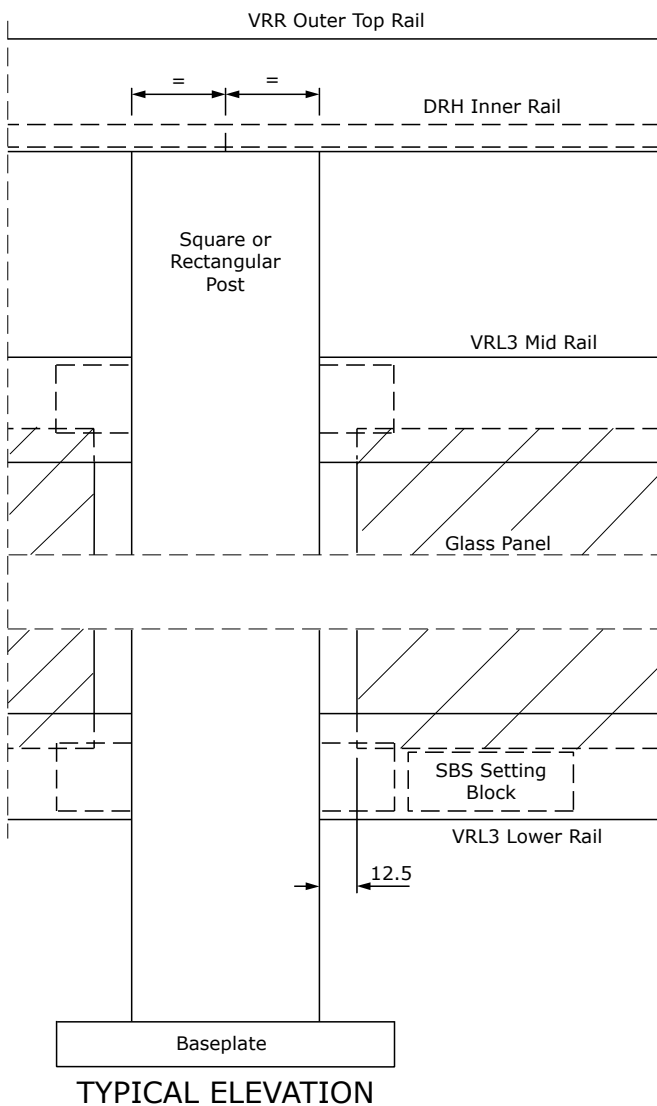 VRR Outer Top Rail
= =
DRH Inner Rail
Square or
Rectangular
Post
VRL3 Mid Rail
Glass Panel
SBS Setting
Block
VRL3 Lower Rail
12.5
Baseplate
TYPICAL ELEVATION